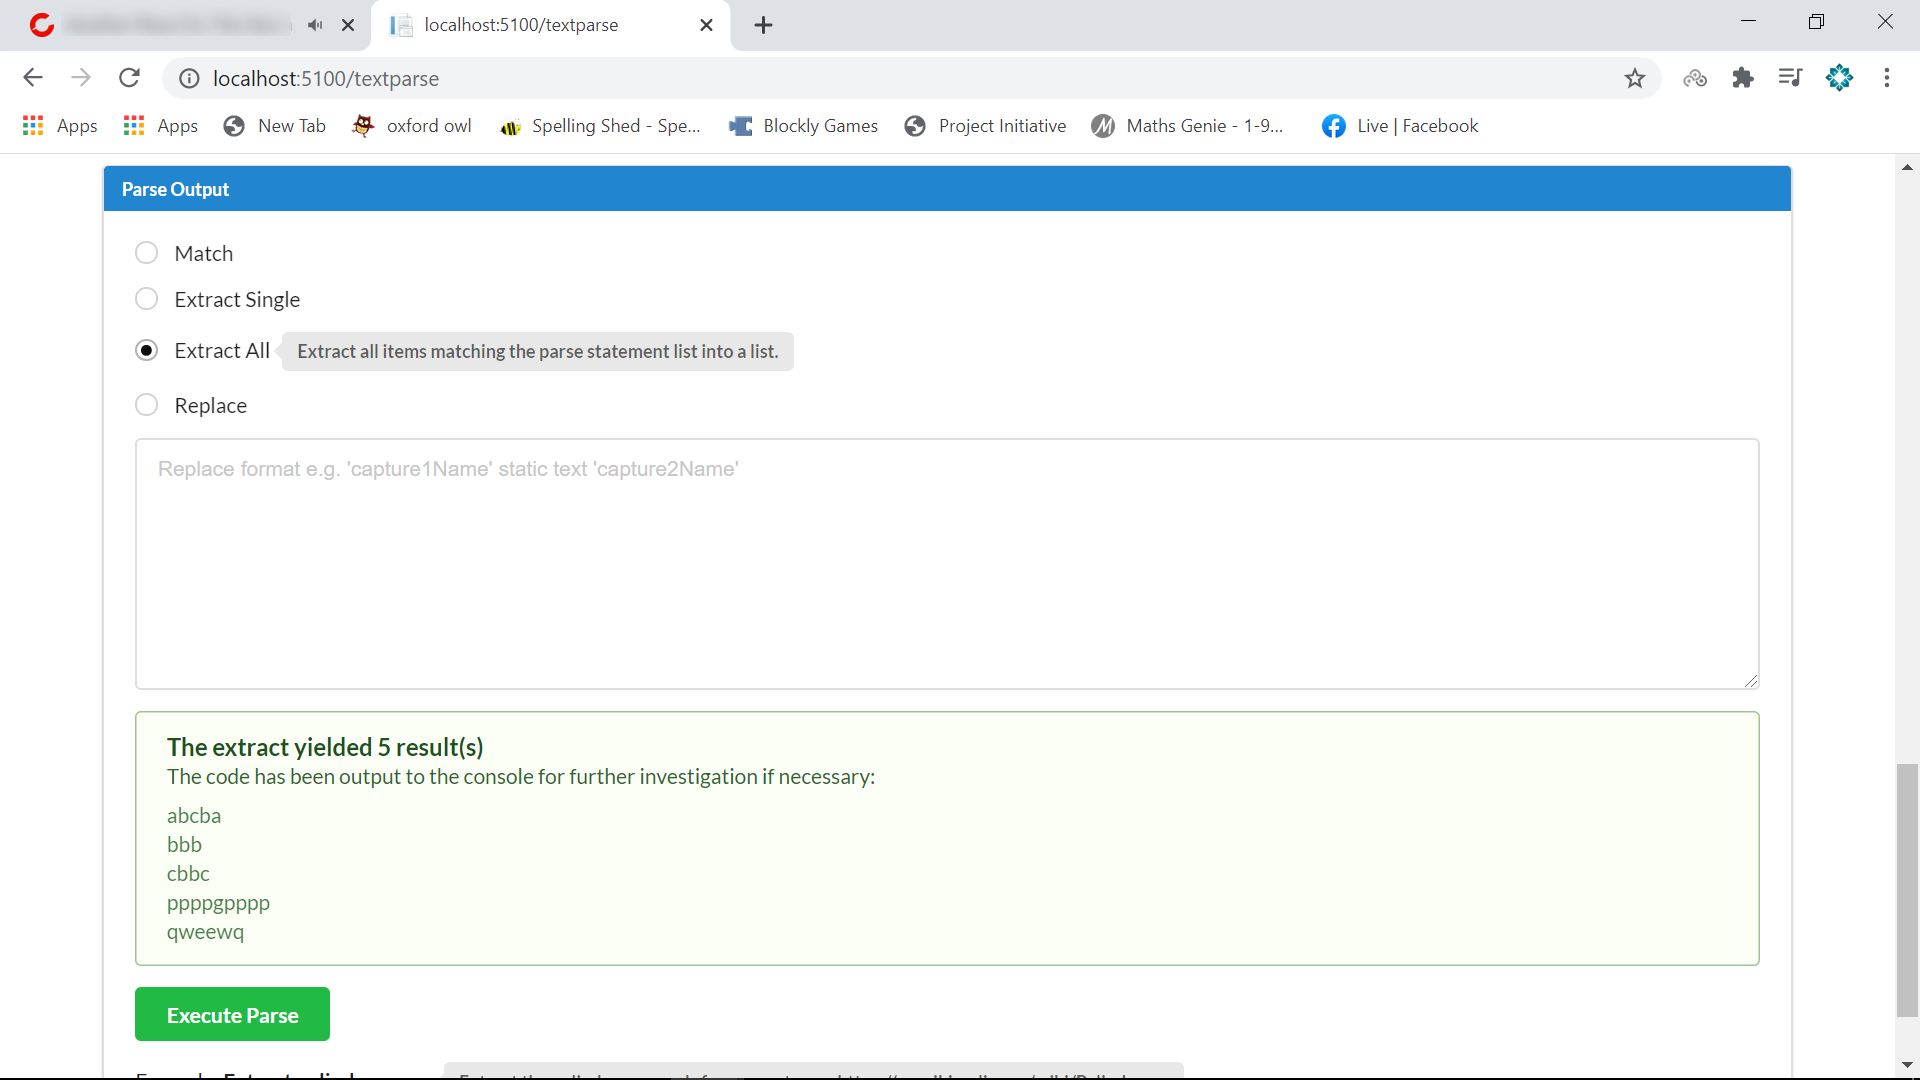 localhost:5100/textparse
localhost:5100/textparse
Apps Apps New Tab oxford owl Spelling Shed - Spe... Blockly Games Project Initiative Maths Genie - 1-9... Live | Facebook
Parse Output
Match
Extract Single
Extract All Extract all items matching the parse statement list into a list.
Replace
Replace format e.g. 'capture1Name' static text 'capture2Name'
The extract yielded 5 result(s)
The code has been output to the console for further investigation if necessary:
abcba
bbb
cbbc
ppppgpppp
qweewq
Execute Parse